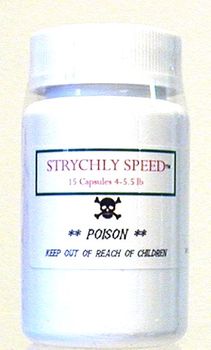 STRYCHLY SPEED™
15 Capsules 4-5.5 lb
** POISON **
KEEP OUT OF REACH OF CHILDREN